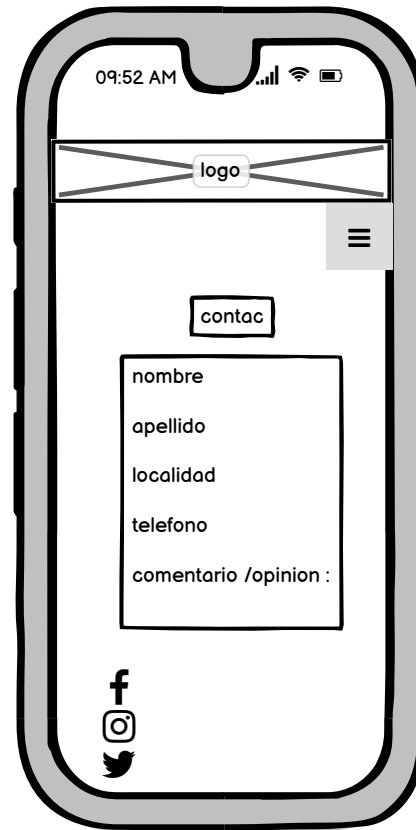 09:52 AM
logo
contac
nombre
apellido
localidad
telefono
comentario /opinion :